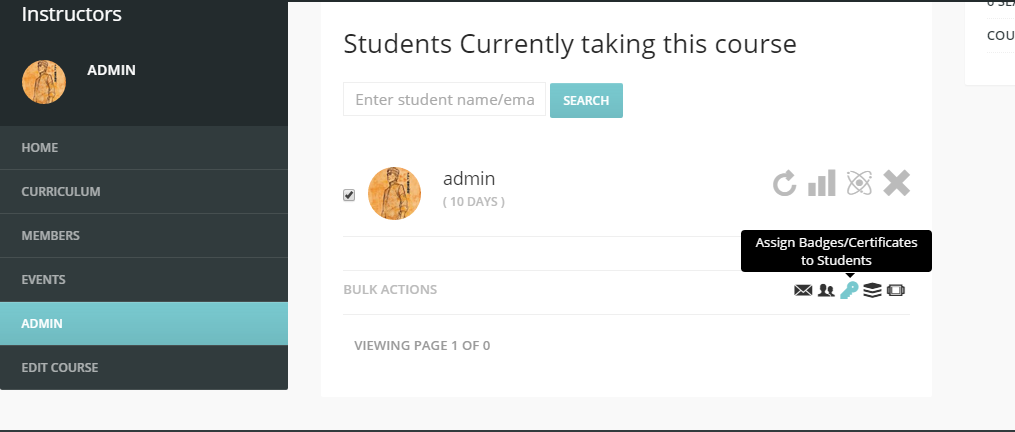 Instructors
ADMIN
HOME
CURRICULUM
MEMBERS
EVENTS
ADMIN
EDIT COURSE
Students Currently taking this course
Enter student name/ema
SEARCH
admin
( 10 DAYS )
Assign Badges/Certificates
to Students
BULK ACTIONS
VIEWING PAGE 1 OF 0
COU